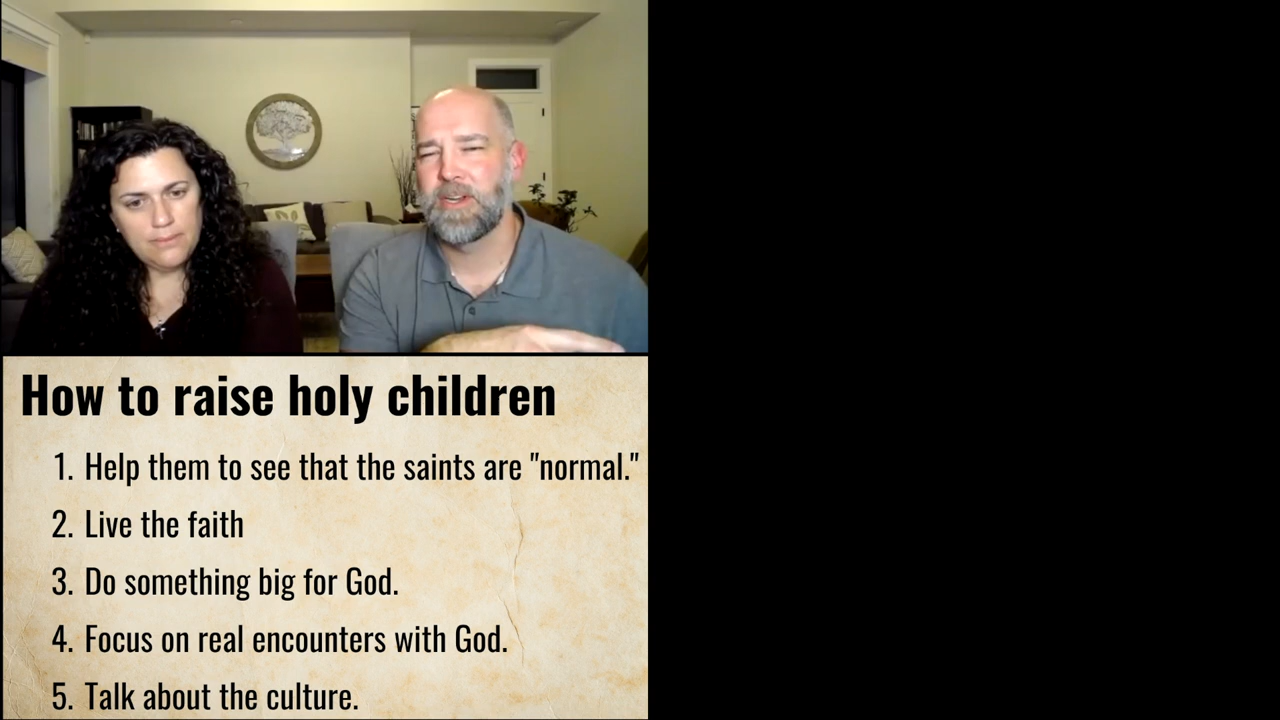 How to raise holy children
1. Help them to see that the saints are "normal."
2. Live the faith
3. Do something big for God.
4. Focus on real encounters with God.
5. Talk about the culture.